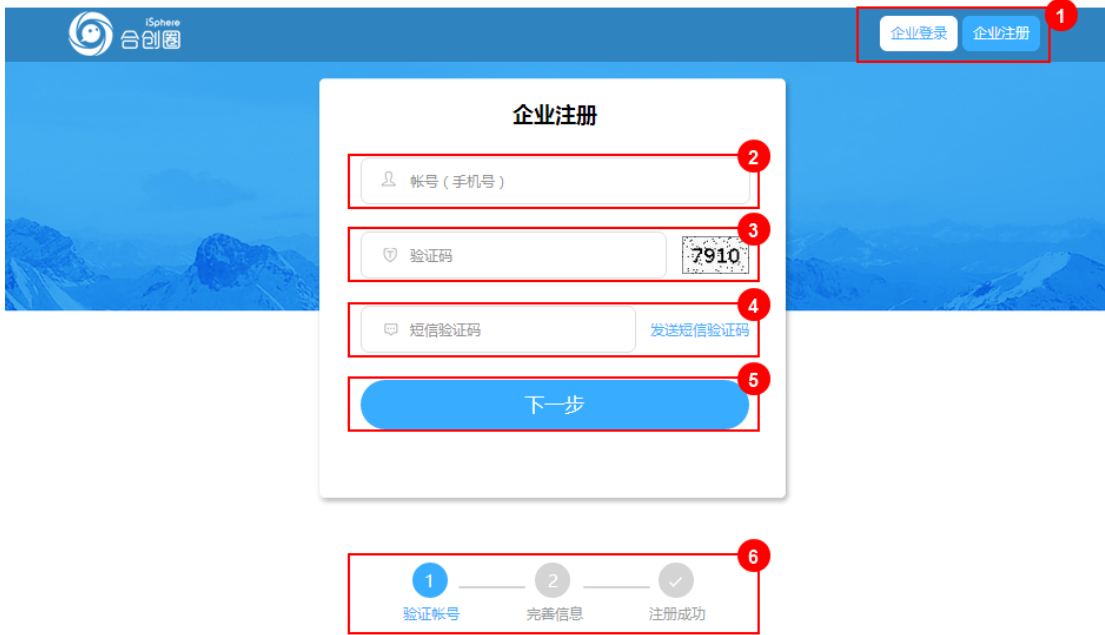 iSphere
合创圈
企业登录 企业注册 1
企业注册
2
帐号（手机号）
3
验证码 7910
4
短信验证码 发送短信验证码
5
下一步
6
1 2
验证帐号 完善信息 注册成功